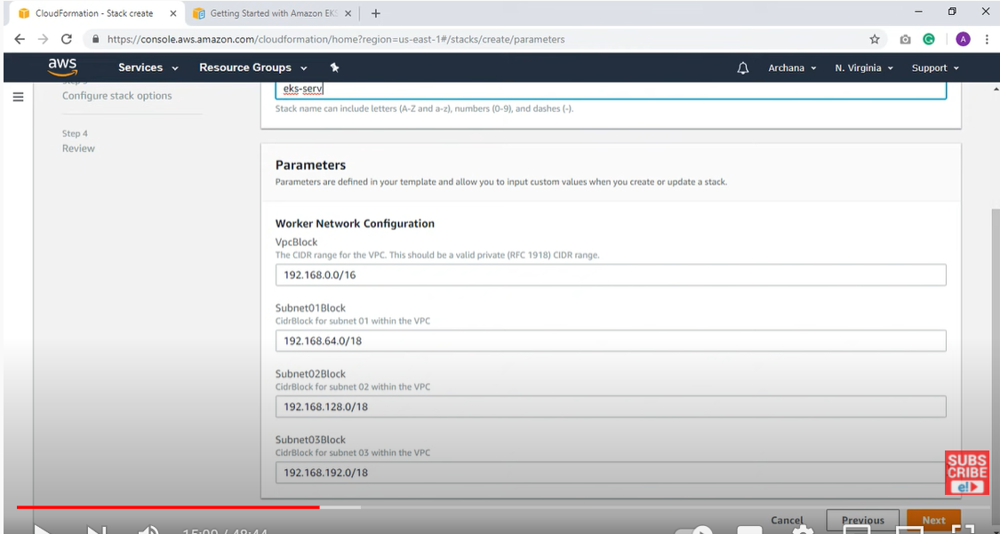 CloudFormation - Stack create
Getting Started with Amazon EKS
https://console.aws.amazon.com/cloudformation/home?region=us-east-1#/stacks/create/parameters
A
aws
Services
Resource Groups
Archana
N. Virginia
Support
Configure stack options
Step 4
Review
eks-serv
Stack name can include letters (A-Z and a-z), numbers (0-9), and dashes (-).
Parameters
Parameters are defined in your template and allow you to input custom values when you create or update a stack.
Worker Network Configuration
VpcBlock
The CIDR range for the VPC. This should be a valid private (RFC 1918) CIDR range.
192.168.0.0/16
Subnet01Block
CidrBlock for subnet 01 within the VPC
192.168.64.0/18
Subnet02Block
CidrBlock for subnet 02 within the VPC
192.168.128.0/18
Subnet03Block
CidrBlock for subnet 03 within the VPC
192.168.192.0/18
SUBS
CRIBE
e!
Cancel
Previous
Next